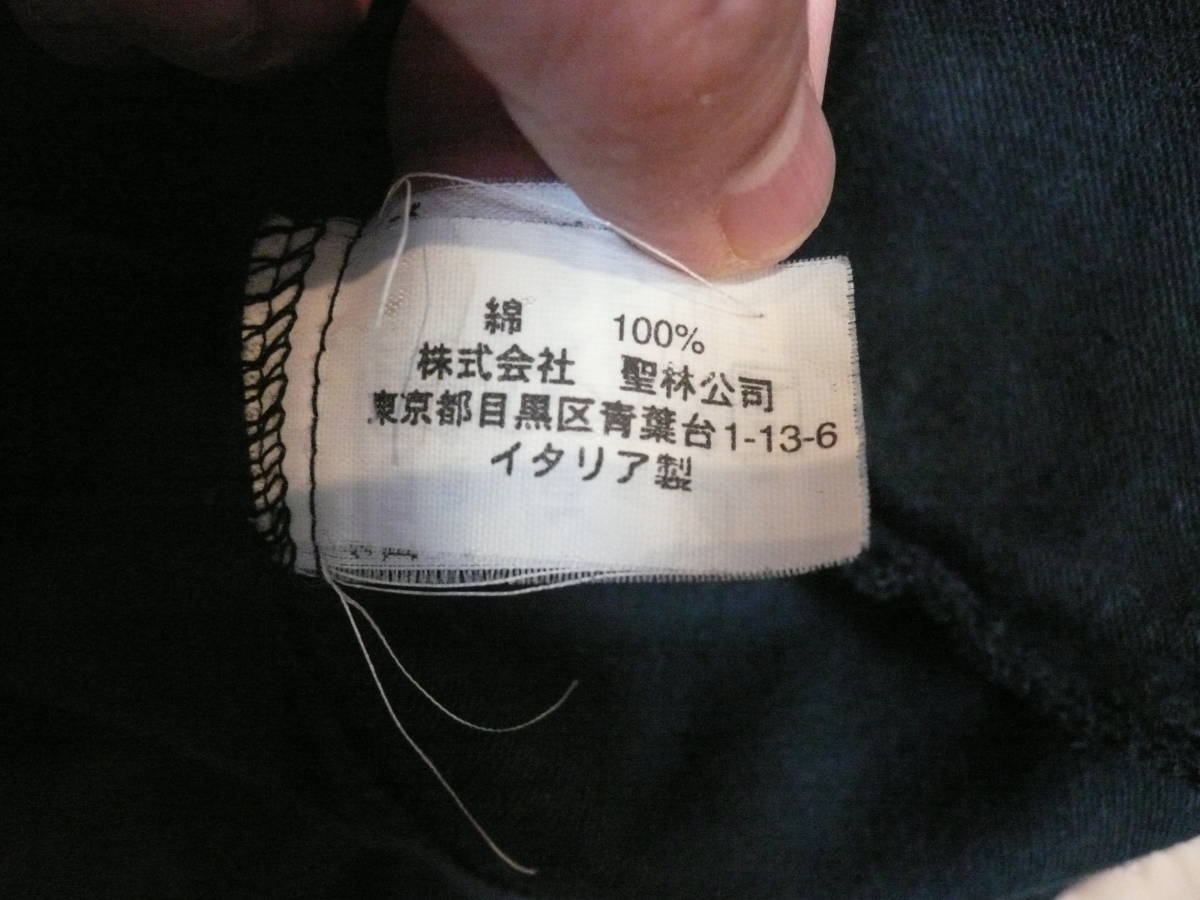 綿 100%
株式会社 聖林公司
東京都目黒区青葉台1-13-6
イタリア製